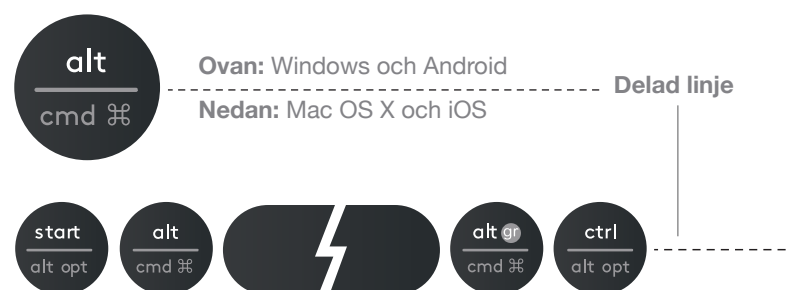 alt
cmd ⌘
Ovan: Windows och Android
Nedan: Mac OS X och iOS
Delad linje
start
alt opt
alt
cmd ⌘
alt gr
cmd ⌘
ctrl
alt opt